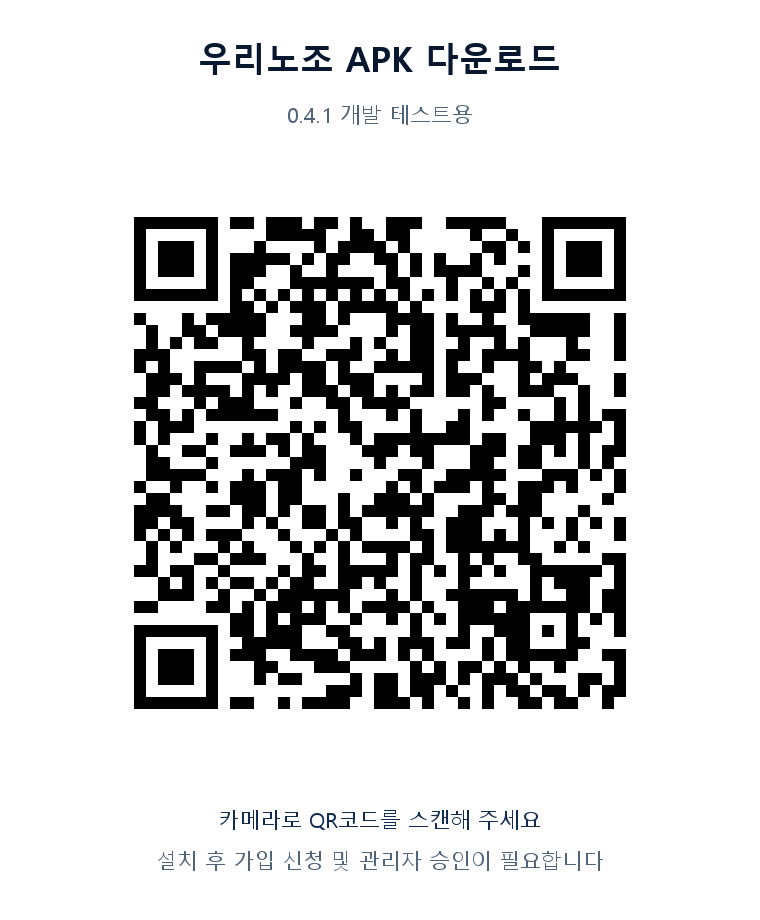 우리노조 APK 다운로드
0.4.1 개발 테스트용
카메라로 QR코드를 스캔해 주세요
설치 후 가입 신청 및 관리자 승인이 필요합니다